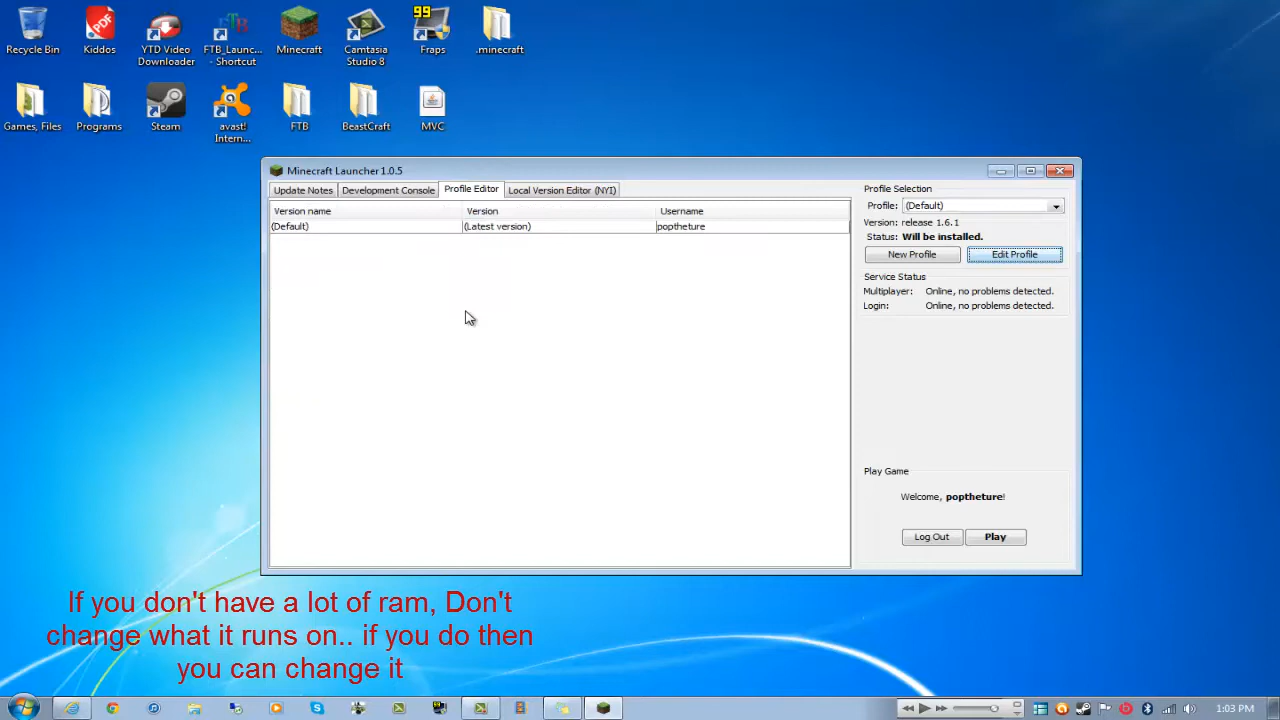 Recycle Bin
Kiddos
YTD Video
Downloader
FTB_Launc...
- Shortcut
Minecraft
Camtasia
Studio 8
99
Fraps
.minecraft
PDF
Games, Files
Programs
Steam
avast!
Intern...
FTB
BeastCraft
MVC
Minecraft Launcher 1.0.5
Update Notes
Development Console
Profile Editor
Local Version Editor (NYI)
Version name
Version
Username
(Default)
(Latest version)
poptheture
Profile Selection
Profile:
(Default)
Version: release 1.6.1
Status: Will be installed.
New Profile
Edit Profile
Service Status
Multiplayer: Online, no problems detected.
Login: Online, no problems detected.
Play Game
Welcome, poptheture!
Log Out
Play
If you don't have a lot of ram, Don't
change what it runs on.. if you do then
you can change it
1:03 PM